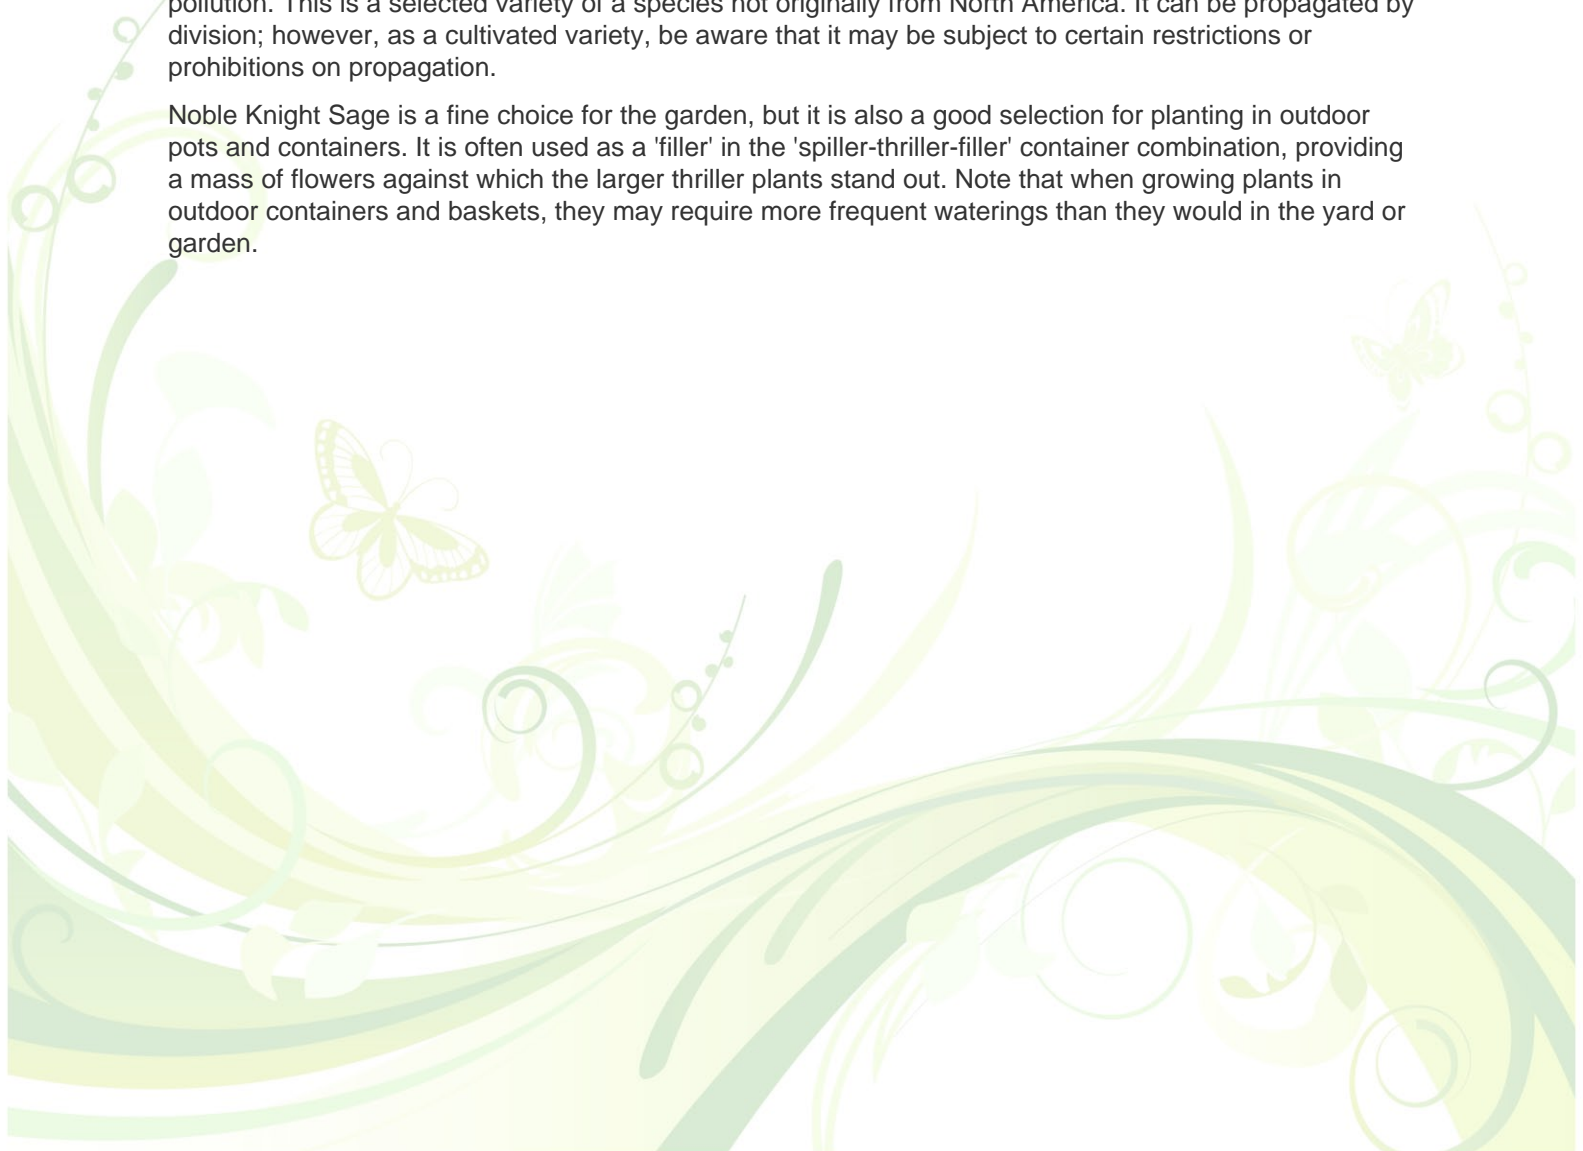 pollution. This is a selected variety of a species not originally from North America. It can be propagated by
division; however, as a cultivated variety, be aware that it may be subject to certain restrictions or
prohibitions on propagation.
Noble Knight Sage is a fine choice for the garden, but it is also a good selection for planting in outdoor
pots and containers. It is often used as a 'filler' in the 'spiller-thriller-filler' container combination, providing
a mass of flowers against which the larger thriller plants stand out. Note that when growing plants in
outdoor containers and baskets, they may require more frequent waterings than they would in the yard or
garden.